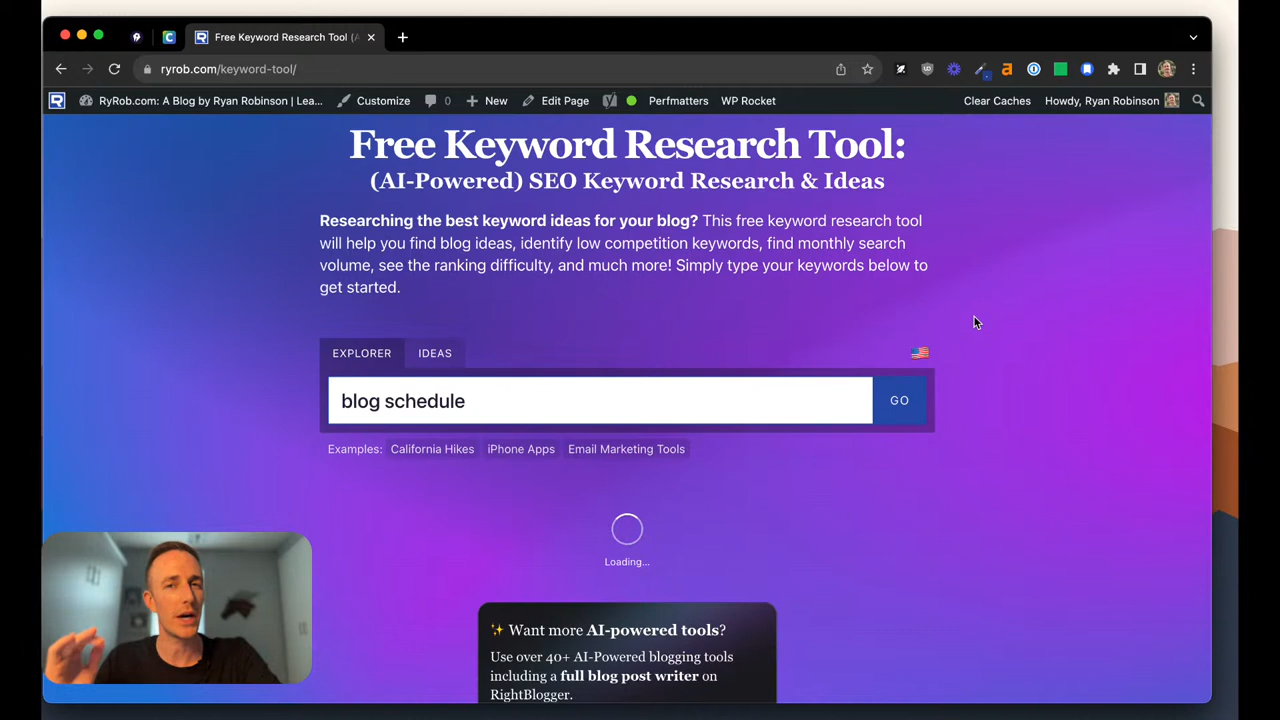 Free Keyword Research Tool (A
ryrob.com/keyword-tool/
RyRob.com: A Blog by Ryan Robinson | Lea... Customize 0 New Edit Page Perfmatters WP Rocket Clear Caches Howdy, Ryan Robinson
Free Keyword Research Tool:
(AI-Powered) SEO Keyword Research & Ideas
Researching the best keyword ideas for your blog? This free keyword research tool
will help you find blog ideas, identify low competition keywords, find monthly search
volume, see the ranking difficulty, and much more! Simply type your keywords below to
get started.
EXPLORER IDEAS
blog schedule GO
Examples: California Hikes iPhone Apps Email Marketing Tools
Loading...
✨ Want more AI-powered tools?
Use over 40+ AI-Powered blogging tools
including a full blog post writer on
RightBlogger.